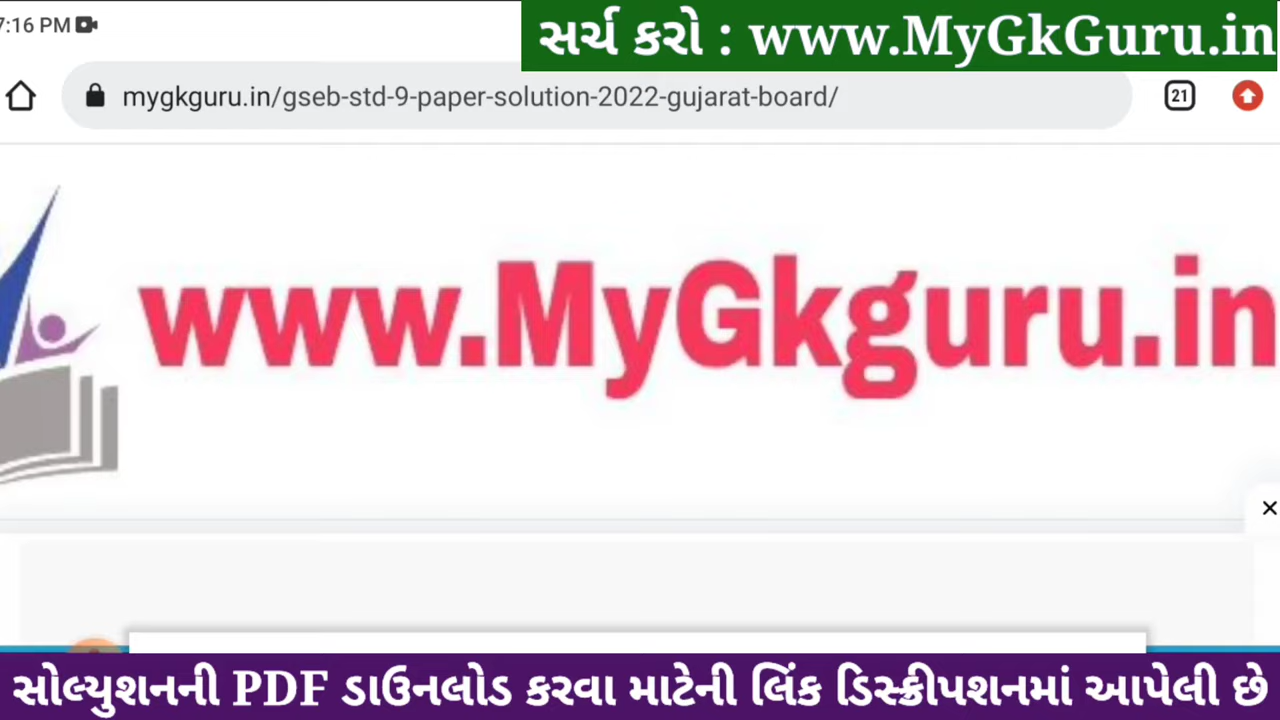 7:16 PM
સર્ચ કરો : www.MyGkGuru.in
mygkguru.in/gseb-std-9-paper-solution-2022-gujarat-board/
21
www.MyGkguru.in
સોલ્યુશનની PDF ડાઉનલોડ કરવા માટેની લિંક ડિસ્ક્રીપશનમાં આપેલી છે